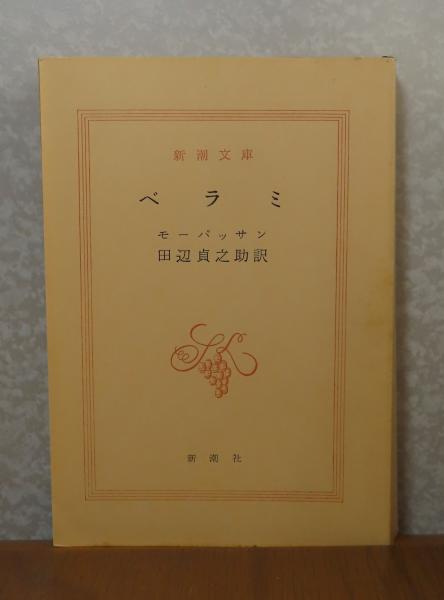 新潮文庫
ベラミ
モーパッサン
田辺貞之助訳
新潮社